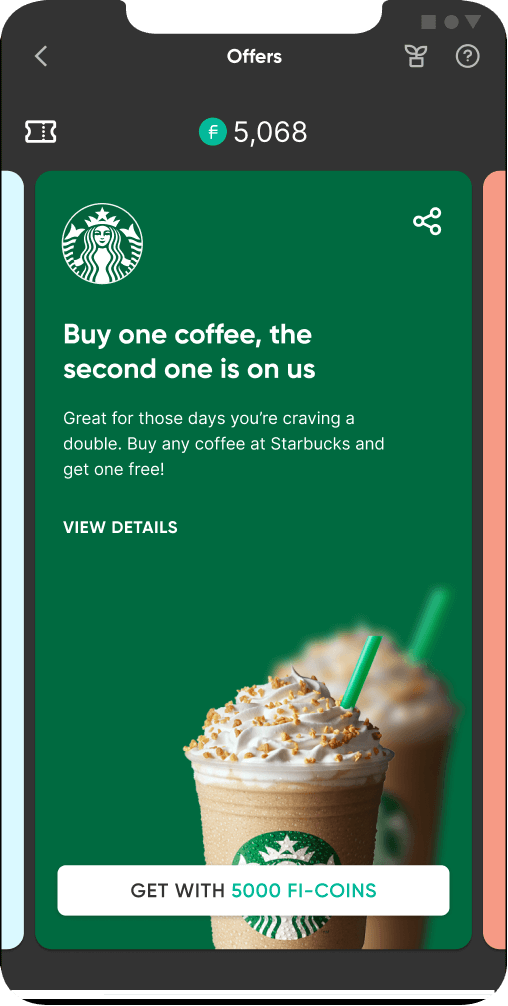 Offers
5,068
Buy one coffee, the
second one is on us
Great for those days you’re craving a
double. Buy any coffee at Starbucks and
get one free!
VIEW DETAILS
GET WITH 5000 FI-COINS